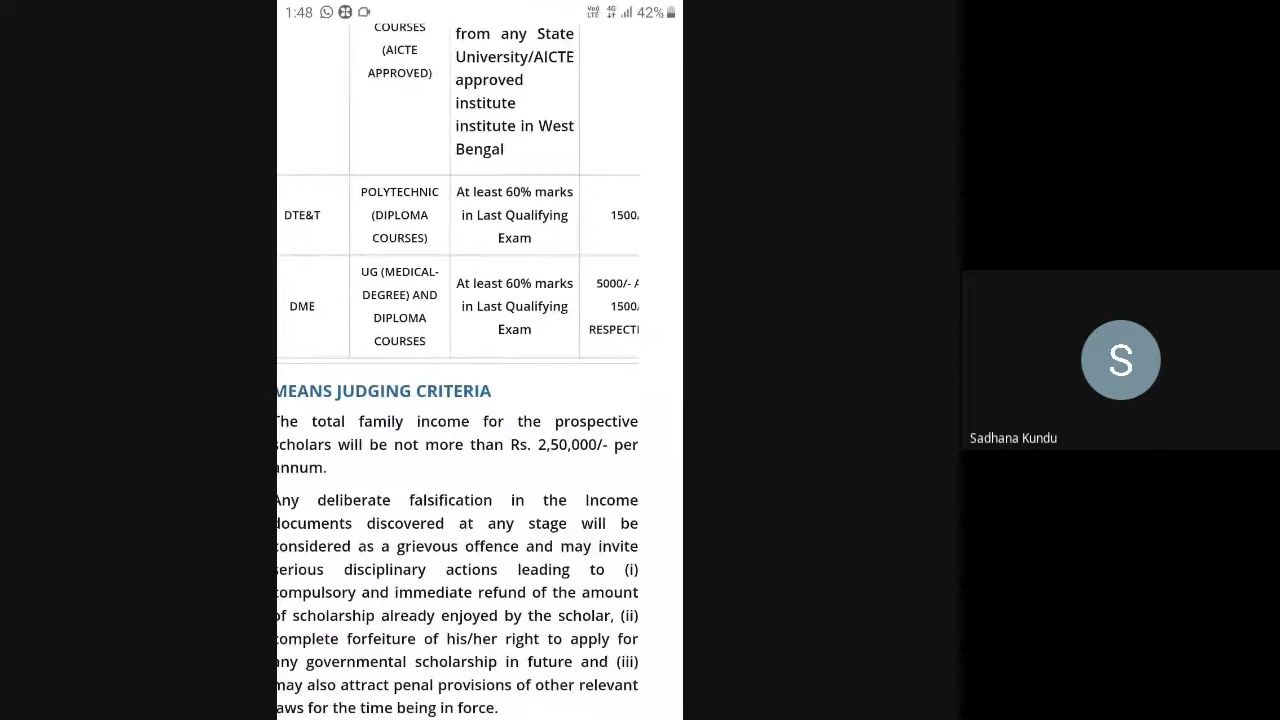 1:48
Vo)) LTE 4G 42%
COURSES
(AICTE
APPROVED)
from any State
University/AICTE
approved
institute
institute in West
Bengal
DTE&T
POLYTECHNIC
(DIPLOMA
COURSES)
At least 60% marks
in Last Qualifying
Exam
1500/
DME
UG (MEDICAL-
DEGREE) AND
DIPLOMA
COURSES
At least 60% marks
in Last Qualifying
Exam
5000/- A
1500/
RESPECTI
MEANS JUDGING CRITERIA
The total family income for the prospective
scholars will be not more than Rs. 2,50,000/- per
annum.
Any deliberate falsification in the Income
documents discovered at any stage will be
considered as a grievous offence and may invite
serious disciplinary actions leading to (i)
compulsory and immediate refund of the amount
of scholarship already enjoyed by the scholar, (ii)
complete forfeiture of his/her right to apply for
any governmental scholarship in future and (iii)
may also attract penal provisions of other relevant
laws for the time being in force.
S
Sadhana Kundu